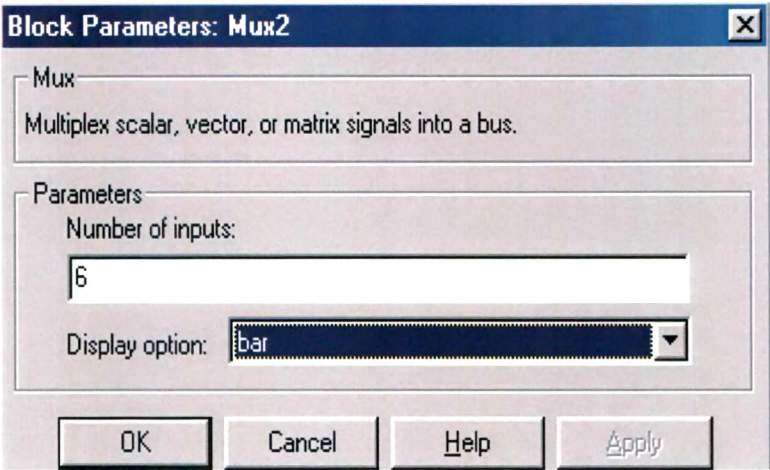 Block Parameters: Mux2
Mux
Multiplex scalar, vector, or matrix signals into a bus.
Parameters
Number of inputs:
6
Display option: bar
OK Cancel Help Apply